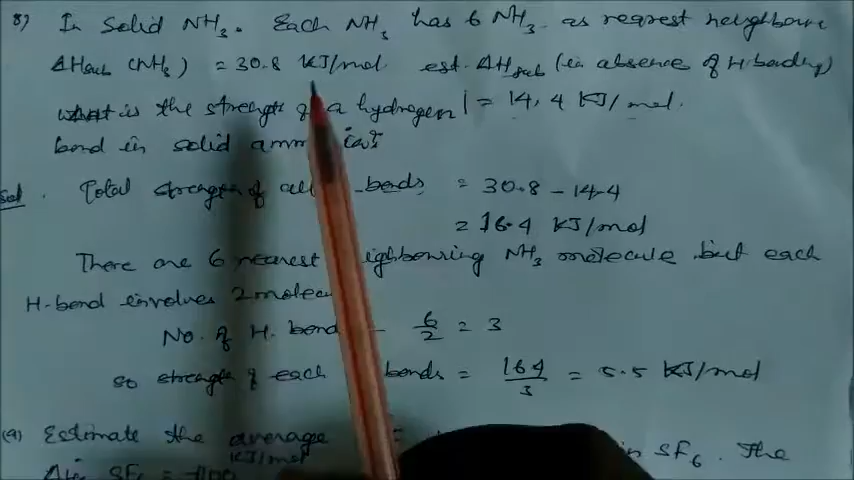 8) In solid NH3. Each NH3 has 6 NH3 as nearest neighbours
ΔHsub (NH3) = 30.8 KJ/mol est. ΔHsub (in absence of H-bonding)
what is the strength of a hydrogen = 14.4 KJ/mol.
bond in solid
Sol. Total strength of all bonds = 30.8 - 14.4
= 16.4 KJ/mol
There are 6 nearest NH3 molecule but each
H-bond involves 2
No. of H. bond 6/2 = 3
so strength of each bonds = 164/3 = 5.5 KJ/mol
(9) Estimate the average in SF6. The
KJ/mol